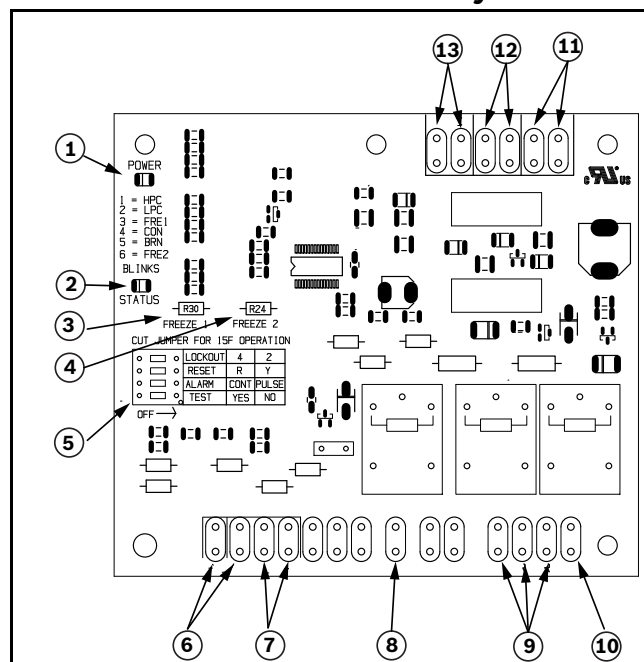 13 12 11
1
POWER
c RU us
1 = HPC
2 = LPC
3 = FRE1
4 = CON
5 = BRN
6 = FRE2
BLINKS
2
STATUS
R30 R24
3
FREEZE 1 FREEZE 2
CUT JUMPER FOR 15F OPERATION
4
LOCKOUT 4 2
RESET R Y
ALARM CONT PULSE
TEST YES NO
OFF
5
6 7 8 9 10